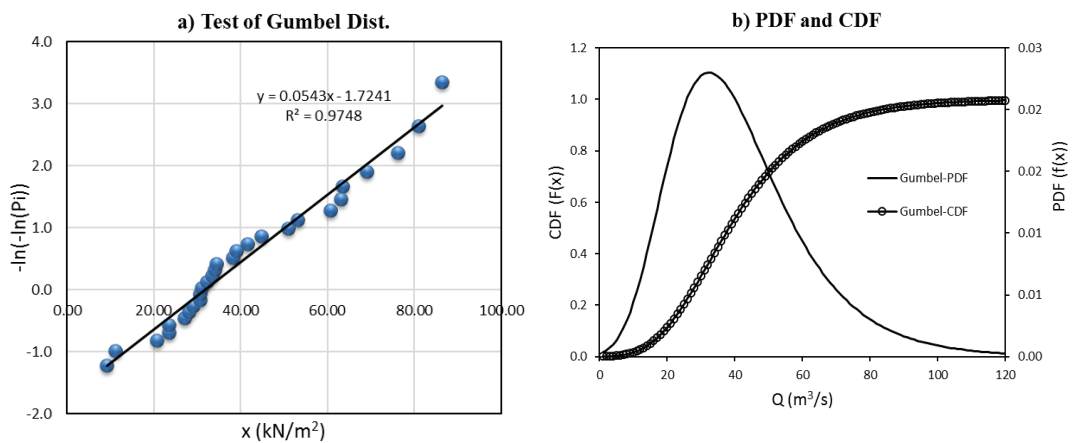 a) Test of Gumbel Dist.
4.0
3.0
2.0
1.0
0.0
-1.0
-2.0
-ln(-ln(Pi))
y = 0.0543x - 1.7241
R² = 0.9748
0.00 20.00 40.00 60.00 80.00 100.00
x (kN/m²)
b) PDF and CDF
1.2
1.0
0.8
0.6
0.4
0.2
0.0
CDF (F(x))
Gumbel-PDF
Gumbel-CDF
0.03
0.02
0.02
0.01
0.01
0.00
PDF (f(x))
0 20 40 60 80 100 120
Q (m³/s)